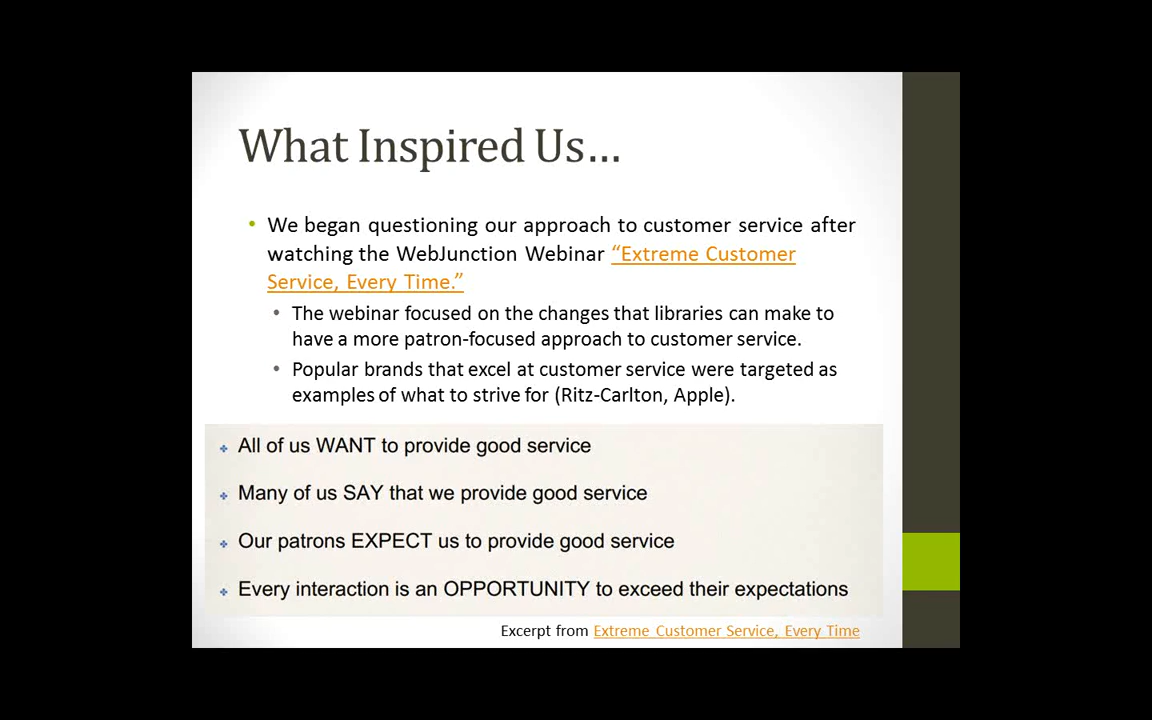 What Inspired Us…
• We began questioning our approach to customer service after
watching the WebJunction Webinar “Extreme Customer
Service, Every Time.”
• The webinar focused on the changes that libraries can make to
have a more patron-focused approach to customer service.
• Popular brands that excel at customer service were targeted as
examples of what to strive for (Ritz-Carlton, Apple).
❖ All of us WANT to provide good service
❖ Many of us SAY that we provide good service
❖ Our patrons EXPECT us to provide good service
❖ Every interaction is an OPPORTUNITY to exceed their expectations
Excerpt from Extreme Customer Service, Every Time